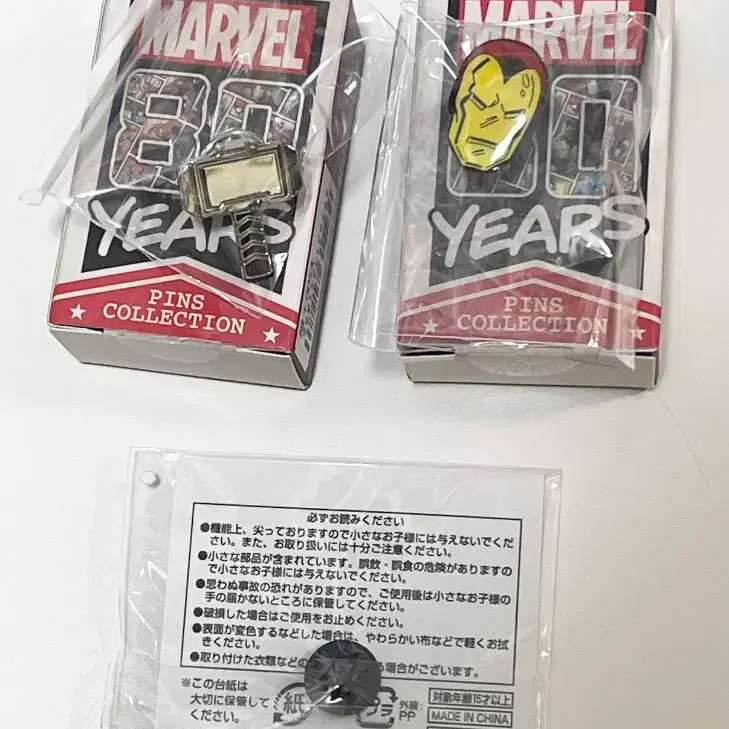 MARVEL
80
YEARS
PINS
COLLECTION
MARVEL
80
YEARS
PINS
COLLECTION
必ずお読みください
●機能上、尖っておりますので小さなお子様には与えないでくだ
さい。また、お取り扱いには十分ご注意ください。
●小さな部品が含まれています。誤飲・誤食の危険がありますの
で小さなお子様には与えないでください。
●思わぬ事故の恐れがありますので、ご使用後は小さなお子様の
手の届かないところに保管してください。
●破損した場合はご使用をお止めください。
●表面が変色するなどした場合は、やわらかい布などで軽くお拭
きください。
●取り付けた衣類などの る場合がございます。
※この台紙は
大切に保管して
ください。
紙
プラ
外装:
PP
対象年齢15才以上
MADE IN CHINA